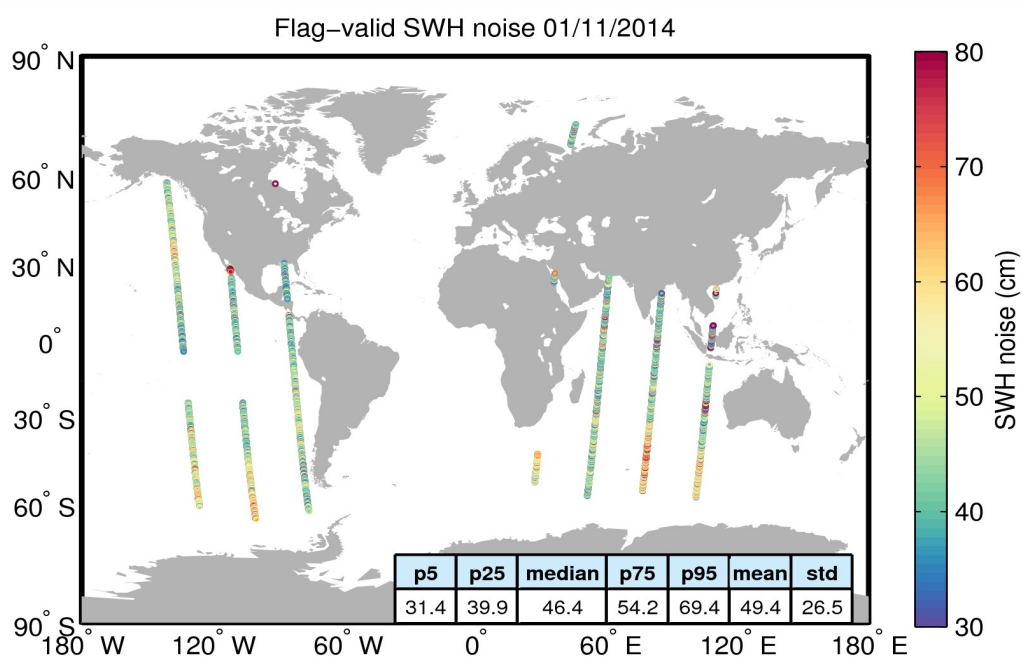 Flag−valid SWH noise 01/11/2014
90° N
60° N
30° N
0°
30° S
60° S
90° S
180° W
120° W
60° W
0°
60° E
120° E
180° E
p5 p25 median p75 p95 mean std
31.4 39.9 46.4 54.2 69.4 49.4 26.5
80
70
60
50
40
30
SWH noise (cm)